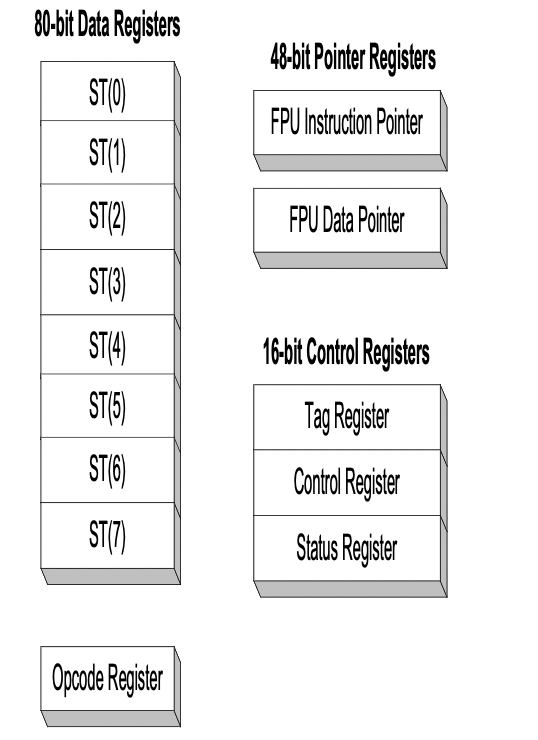 80-bit Data Registers
ST(0)
ST(1)
ST(2)
ST(3)
ST(4)
ST(5)
ST(6)
ST(7)
Opcode Register
48-bit Pointer Registers
FPU Instruction Pointer
FPU Data Pointer
16-bit Control Registers
Tag Register
Control Register
Status Register